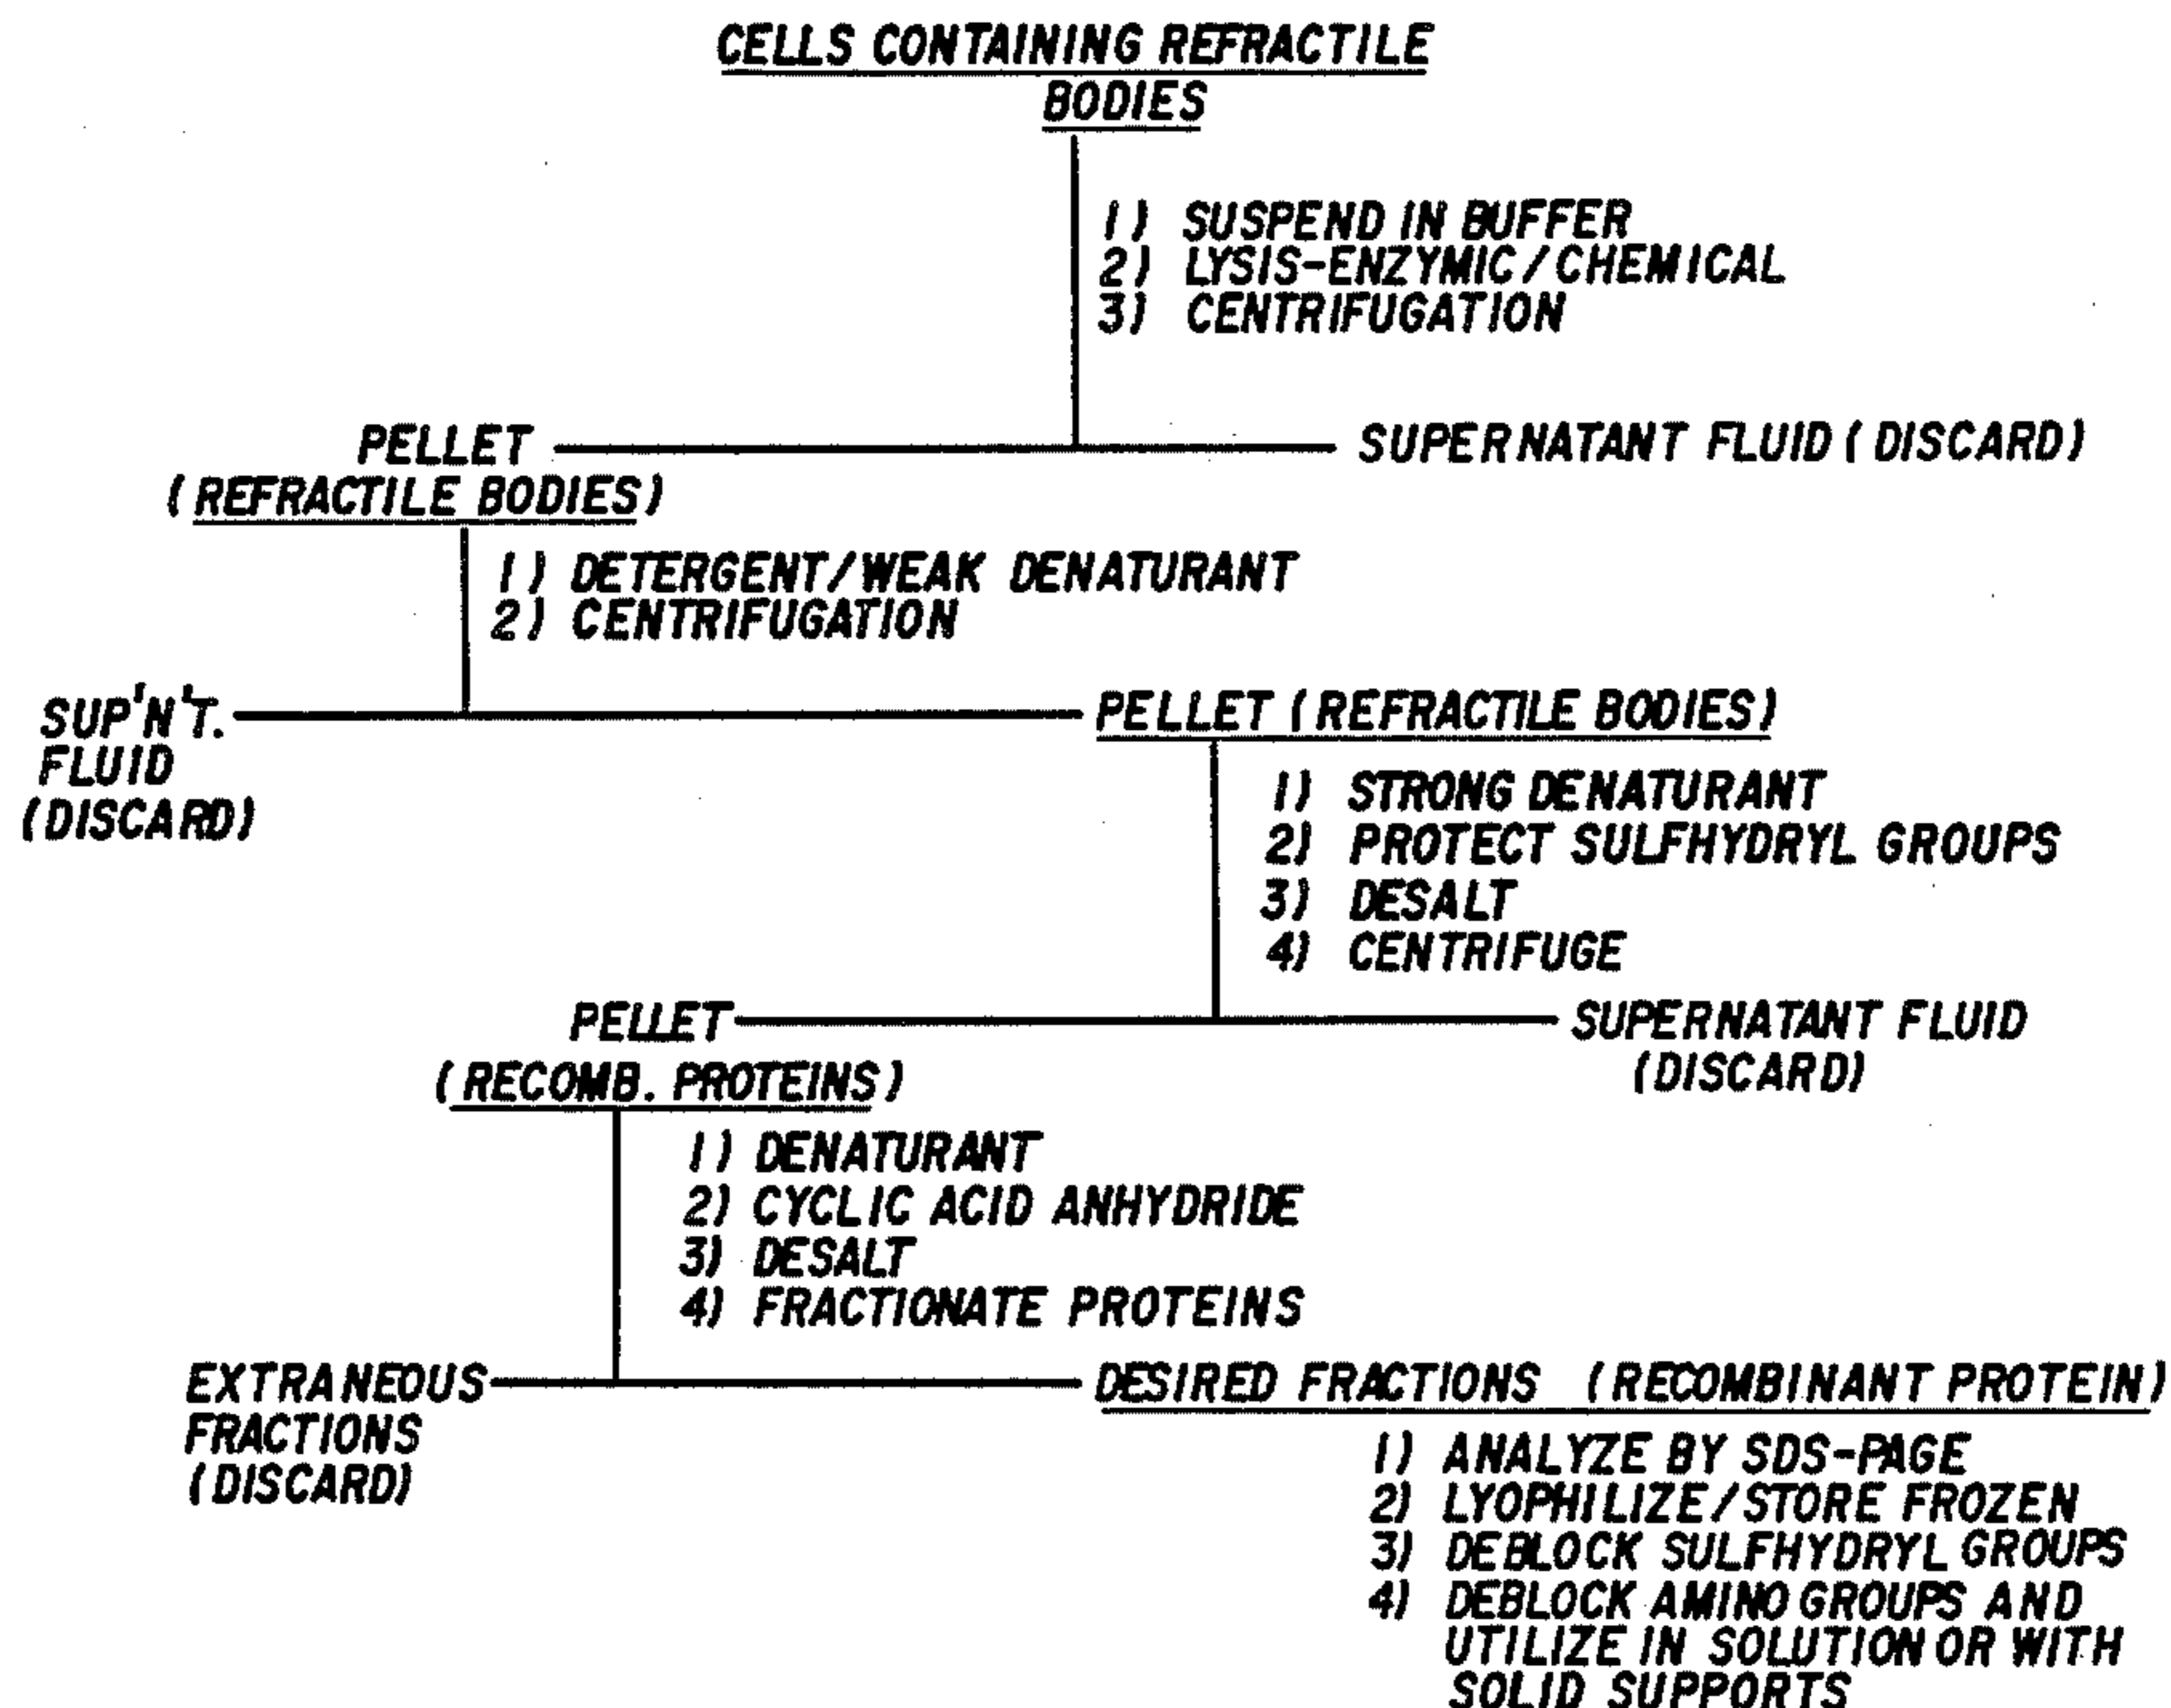 CELLS CONTAINING REFRACTILE
BODIES
1) SUSPEND IN BUFFER
2) LYSIS-ENZYMIC/CHEMICAL
3) CENTRIFUGATION
PELLET
SUPERNATANT FLUID (DISCARD)
(REFRACTILE BODIES)
1) DETERGENT/WEAK DENATURANT
2) CENTRIFUGATION
SUP'N'T.
FLUID
(DISCARD)
PELLET (REFRACTILE BODIES)
1) STRONG DENATURANT
2) PROTECT SULFHYDRYL GROUPS
3) DESALT
4) CENTRIFUGE
PELLET
(RECOMB. PROTEINS)
SUPERNATANT FLUID
(DISCARD)
1) DENATURANT
2) CYCLIC ACID ANHYDRIDE
3) DESALT
4) FRACTIONATE PROTEINS
EXTRANEOUS
FRACTIONS
(DISCARD)
DESIRED FRACTIONS (RECOMBINANT PROTEIN)
1) ANALYZE BY SDS-PAGE
2) LYOPHILIZE/STORE FROZEN
3) DEBLOCK SULFHYDRYL GROUPS
4) DEBLOCK AMINO GROUPS AND
UTILIZE IN SOLUTION OR WITH
SOLID SUPPORTS